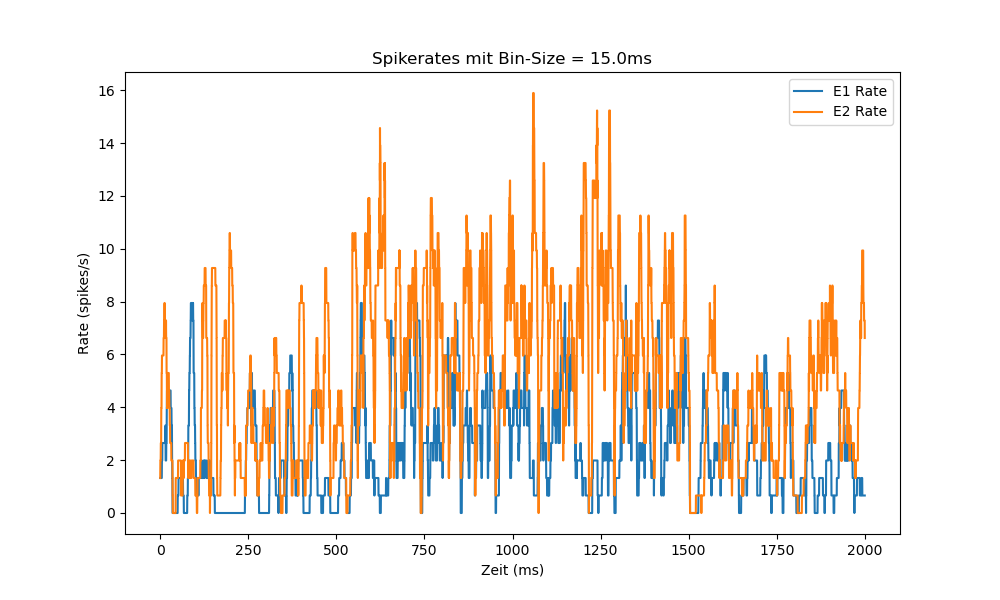 Spikerates mit Bin-Size = 15.0ms
E1 Rate
E2 Rate
Rate (spikes/s)
16
14
12
10
8
6
4
2
0
0 250 500 750 1000 1250 1500 1750 2000
Zeit (ms)